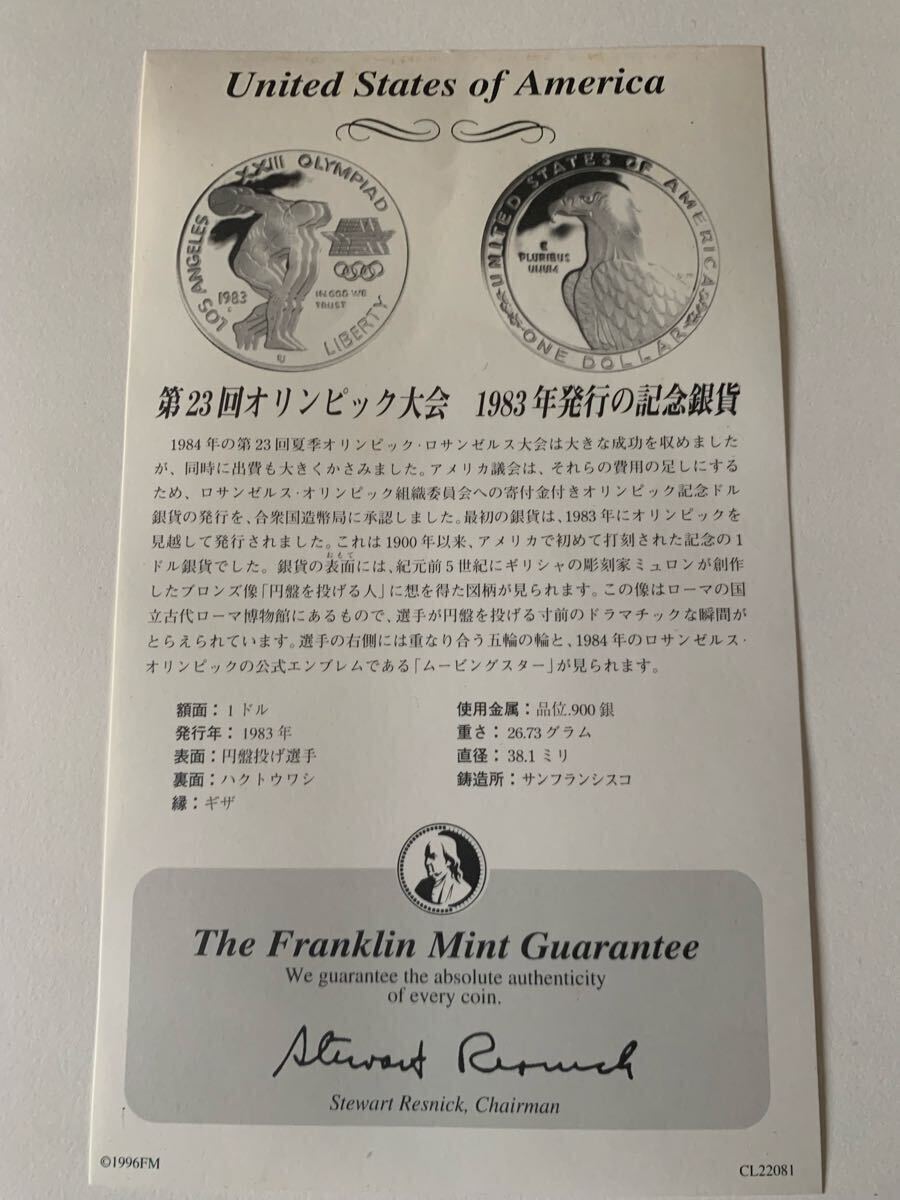 United States of America
LOS ANGELES XXIII OLYMPIAD
1983
IN GOD WE
TRUST
LIBERTY
UNITED STATES OF AMERICA
E
PLURIBUS
UNUM
ONE DOLLAR
第23回オリンピック大会　1983年発行の記念銀貨
1984年の第23回夏季オリンピック·ロサンゼルス大会は大きな成功を収めました
が、同時に出費も大きくかさみました。アメリカ議会は、それらの費用の足しにする
ため、ロサンゼルス·オリンピック組織委員会への寄付金付きオリンピック記念ドル
銀貨の発行を、合衆国造幣局に承認しました。最初の銀貨は、1983年にオリンピックを
見越して発行されました。これは1900年以来、アメリカで初めて打刻された記念の1
ドル銀貨でした。銀貨の表面には、紀元前5世紀にギリシャの彫刻家ミュロンが創作
おもて
したブロンズ像「円盤を投げる人」に想を得た図柄が見られます。この像はローマの国
立古代ローマ博物館にあるもので、選手が円盤を投げる寸前のドラマチックな瞬間が
とらえられています。選手の右側には重なり合う五輪の輪と、1984年のロサンゼルス·
オリンピックの公式エンブレムである「ムービングスター」が見られます。
額面：1ドル
発行年：1983年
表面：円盤投げ選手
裏面：ハクトウワシ
縁：ギザ
使用金属：品位.900銀
重さ：26.73グラム
直径：38.1ミリ
鋳造所：サンフランシスコ
The Franklin Mint Guarantee
We guarantee the absolute authenticity
of every coin.
Stewart Resnick
Stewart Resnick, Chairman
©1996FM
CL22081